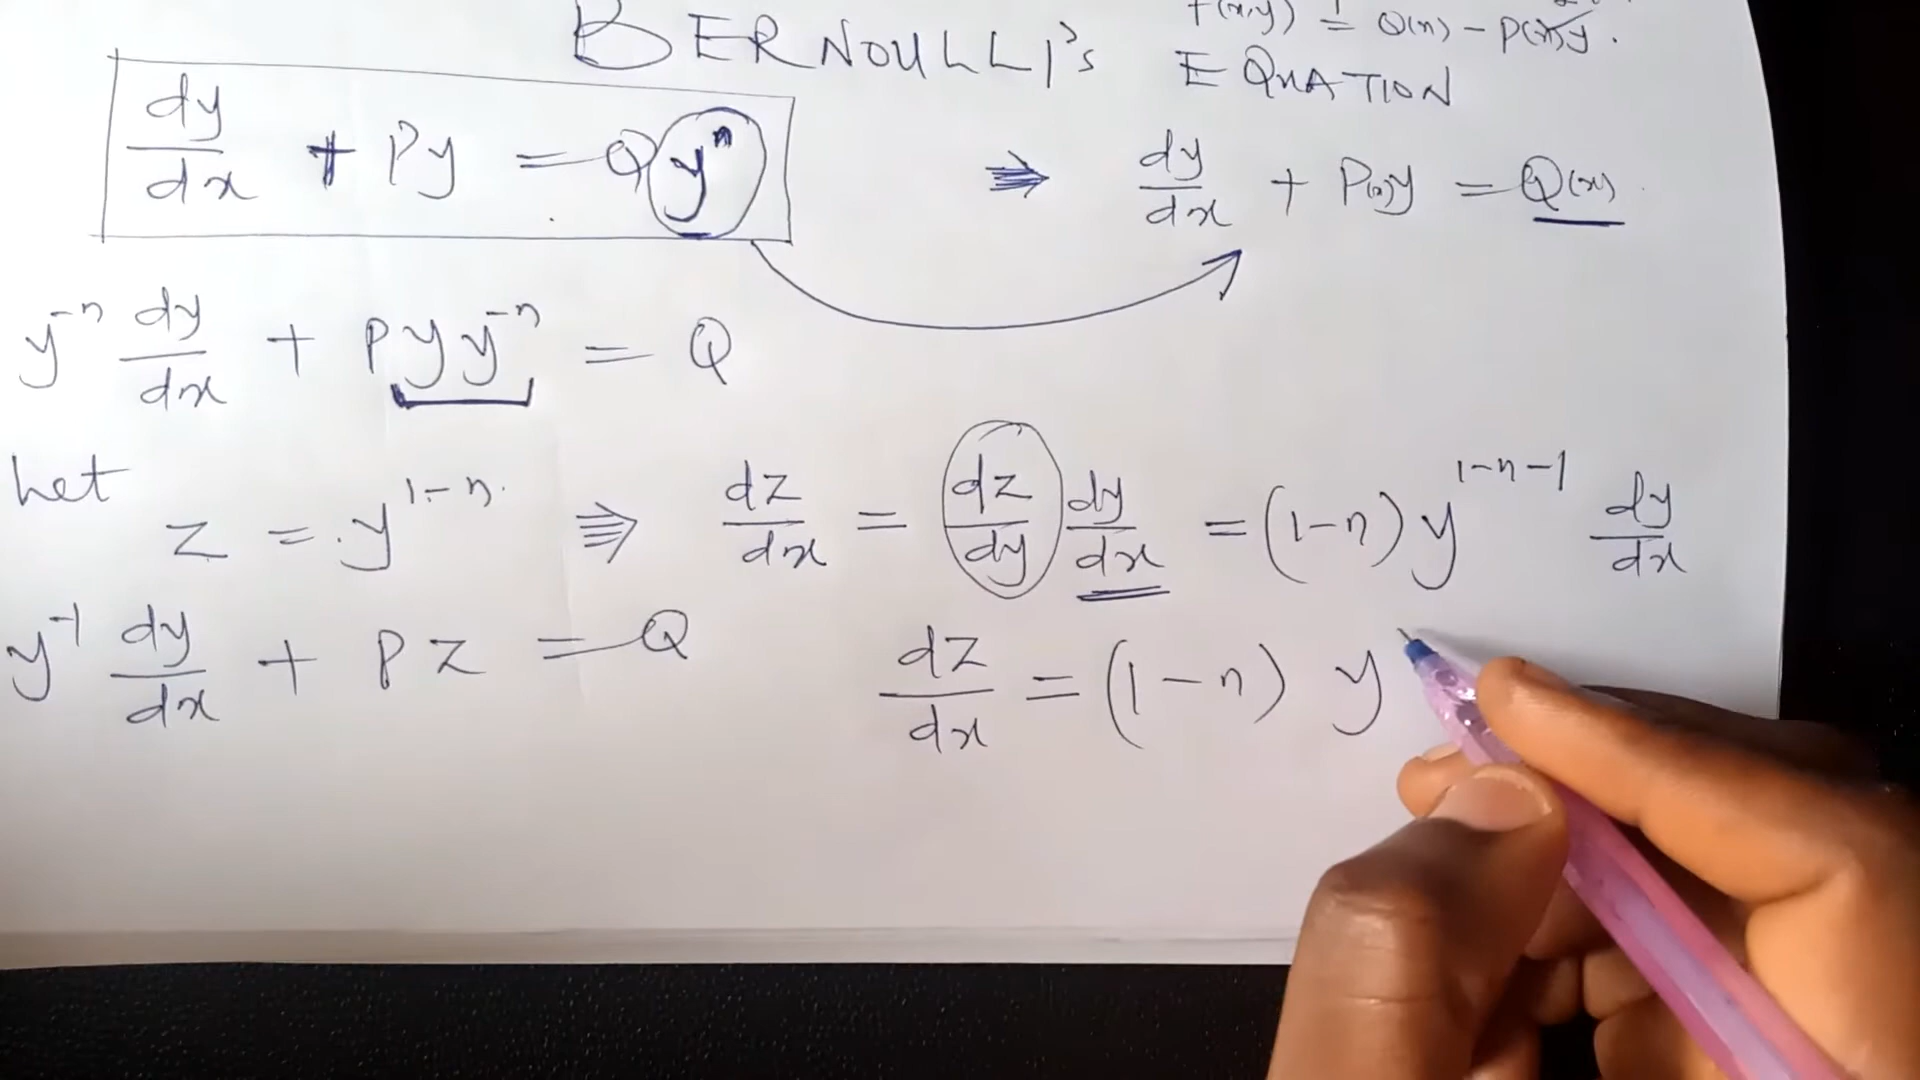 f(x,y) = Q(x) - P(x)y.
BERNOULLI's EQUATION
dy/dx + Py = Qy^n ⇒ dy/dx + P(x)y = Q(x)
y^-n dy/dx + P y y^-n = Q
Let
z = y^1-n ⇒ dz/dx = dz/dy dy/dx = (1-n) y^1-n-1 dy/dx
y^-1 dy/dx + P z = Q
dz/dx = (1-n) y